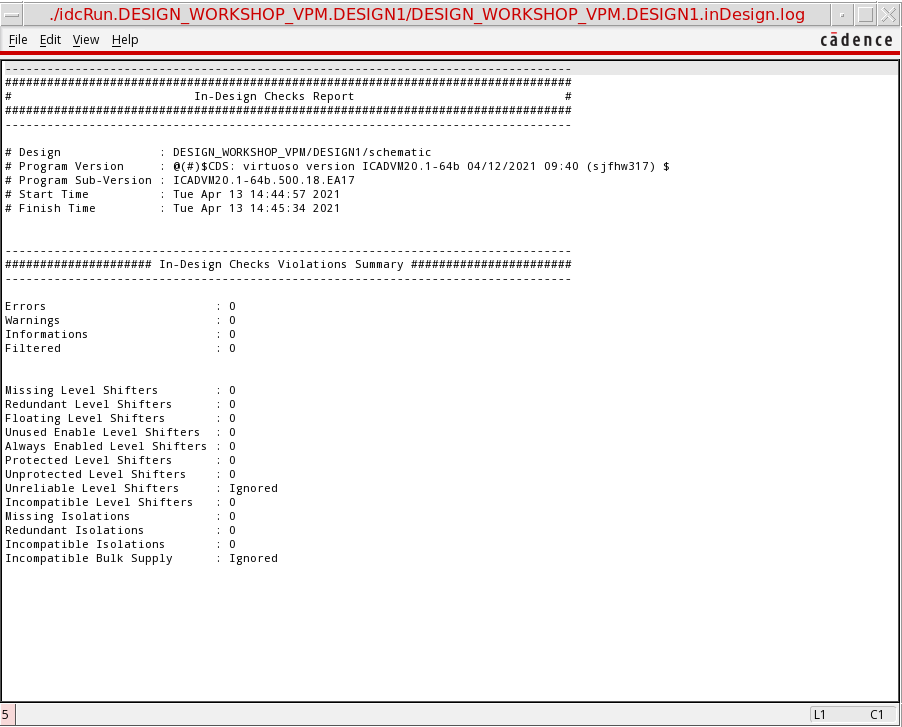 ./idcRun.DESIGN_WORKSHOP_VPM.DESIGN1/DESIGN_WORKSHOP_VPM.DESIGN1.inDesign.log
File Edit View Help cādence
---------------------------------------------------------------------------------
#################################################################################
# In-Design Checks Report #
#################################################################################
---------------------------------------------------------------------------------
# Design : DESIGN_WORKSHOP_VPM/DESIGN1/schematic
# Program Version : @(#)$CDS: virtuoso version ICADVM20.1-64b 04/12/2021 09:40 (sjfhw317) $
# Program Sub-Version : ICADVM20.1-64b.500.18.EA17
# Start Time : Tue Apr 13 14:44:57 2021
# Finish Time : Tue Apr 13 14:45:34 2021
---------------------------------------------------------------------------------
##################### In-Design Checks Violations Summary #######################
---------------------------------------------------------------------------------
Errors : 0
Warnings : 0
Informations : 0
Filtered : 0
Missing Level Shifters : 0
Redundant Level Shifters : 0
Floating Level Shifters : 0
Unused Enable Level Shifters : 0
Always Enabled Level Shifters : 0
Protected Level Shifters : 0
Unprotected Level Shifters : 0
Unreliable Level Shifters : Ignored
Incompatible Level Shifters : 0
Missing Isolations : 0
Redundant Isolations : 0
Incompatible Isolations : 0
Incompatible Bulk Supply : Ignored
5 L1 C1